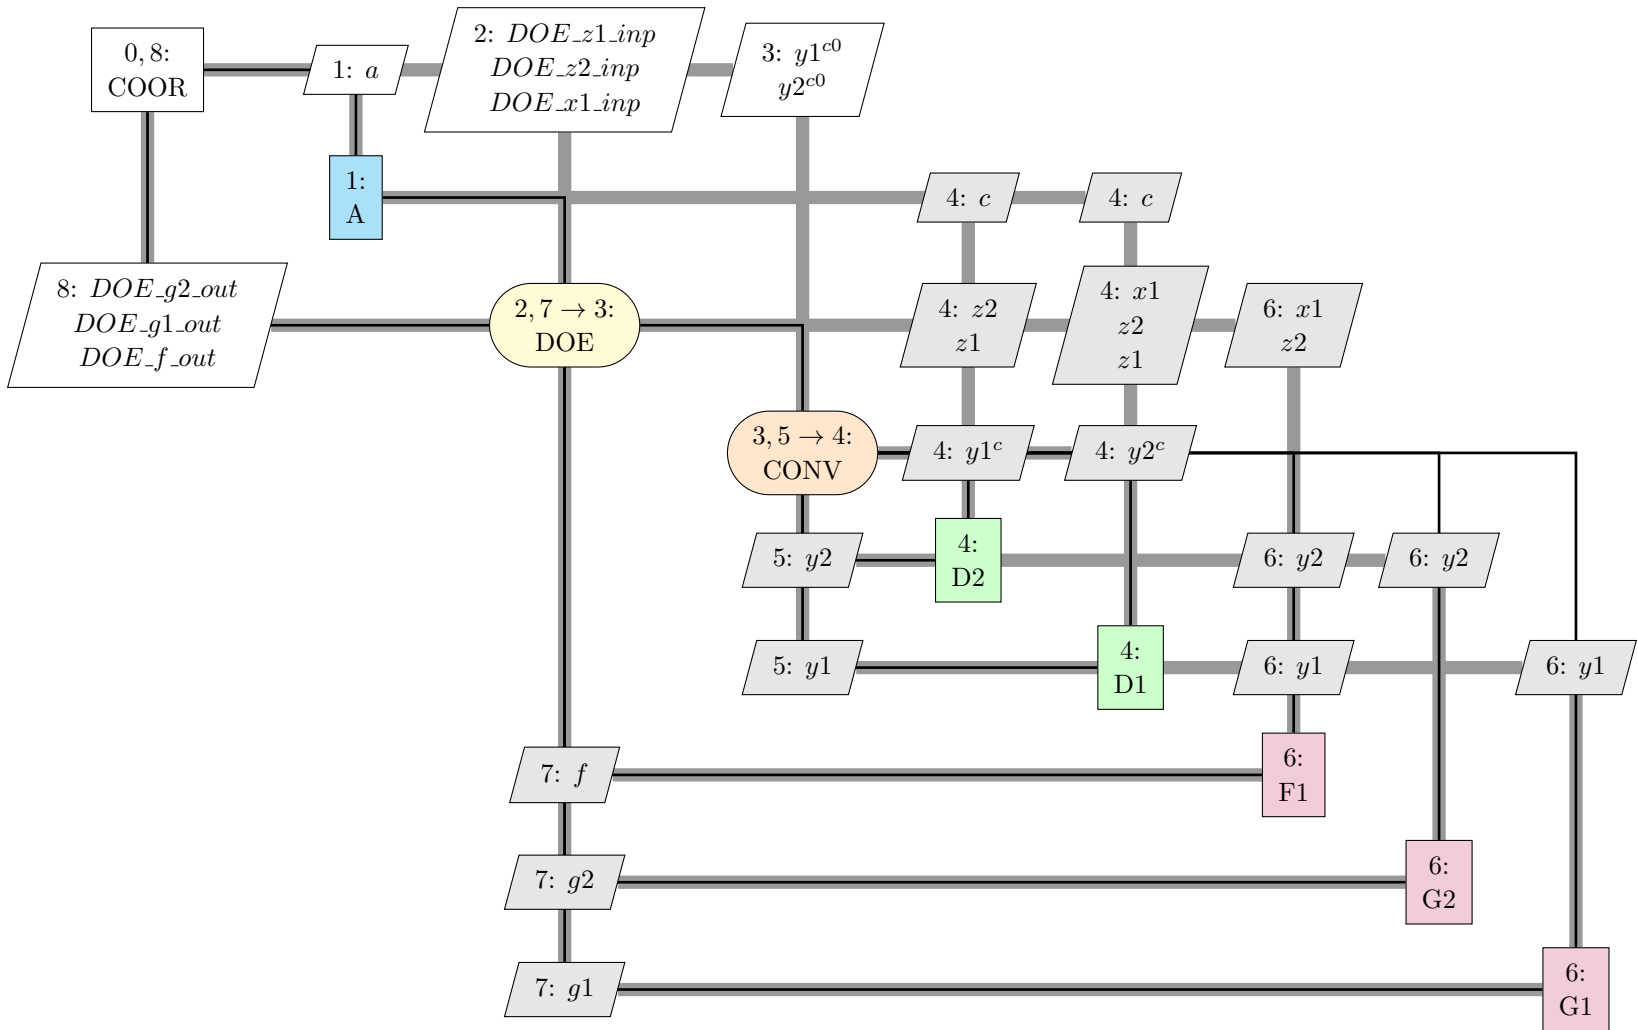 0, 8:
COOR
1: a
2: DOE_z1_inp
DOE_z2_inp
DOE_x1_inp
3: y1^{c0}
y2^{c0}
1:
A
4: c
4: c
8: DOE_g2_out
DOE_g1_out
DOE_f_out
2, 7 → 3:
DOE
4: z2
z1
4: x1
z2
z1
6: x1
z2
3, 5 → 4:
CONV
4: y1^c
4: y2^c
5: y2
4:
D2
6: y2
6: y2
5: y1
4:
D1
6: y1
6: y1
7: f
6:
F1
7: g2
6:
G2
7: g1
6:
G1